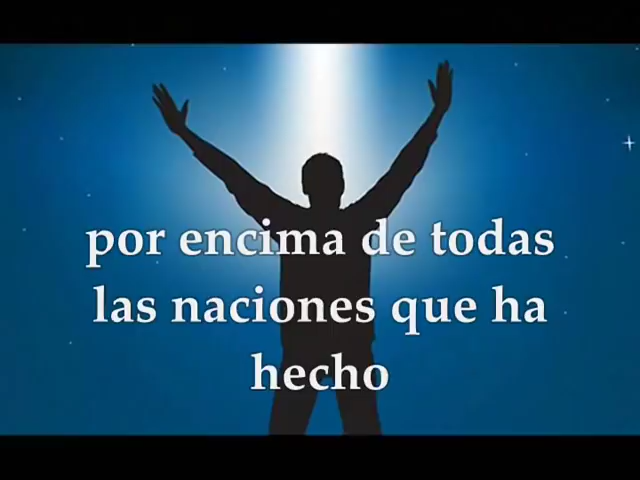 por encima de todas
las naciones que ha
hecho